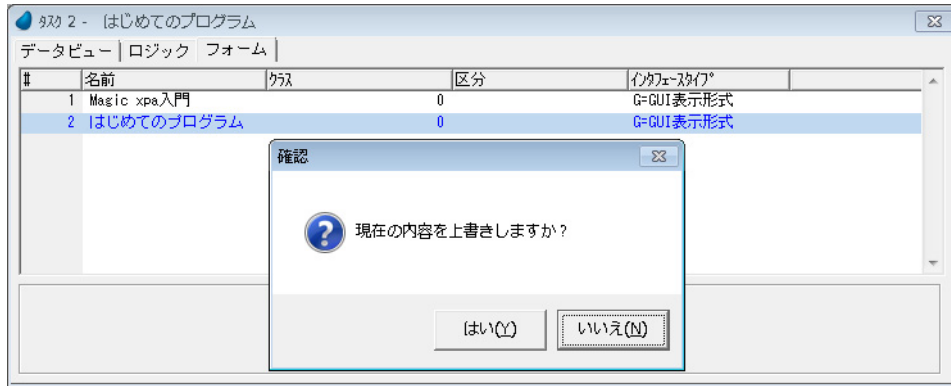 ﾀｽｸ 2 - はじめてのプログラム
データビュー ロジック フォーム
# 名前 ｸﾗｽ 区分 ｲﾝﾀﾌｪｰｽﾀｲﾌﾟ
1 Magic xpa入門 0 G=GUI表示形式
2 はじめてのプログラム 0 G=GUI表示形式
確認
現在の内容を上書きしますか？
はい(Y) いいえ(N)